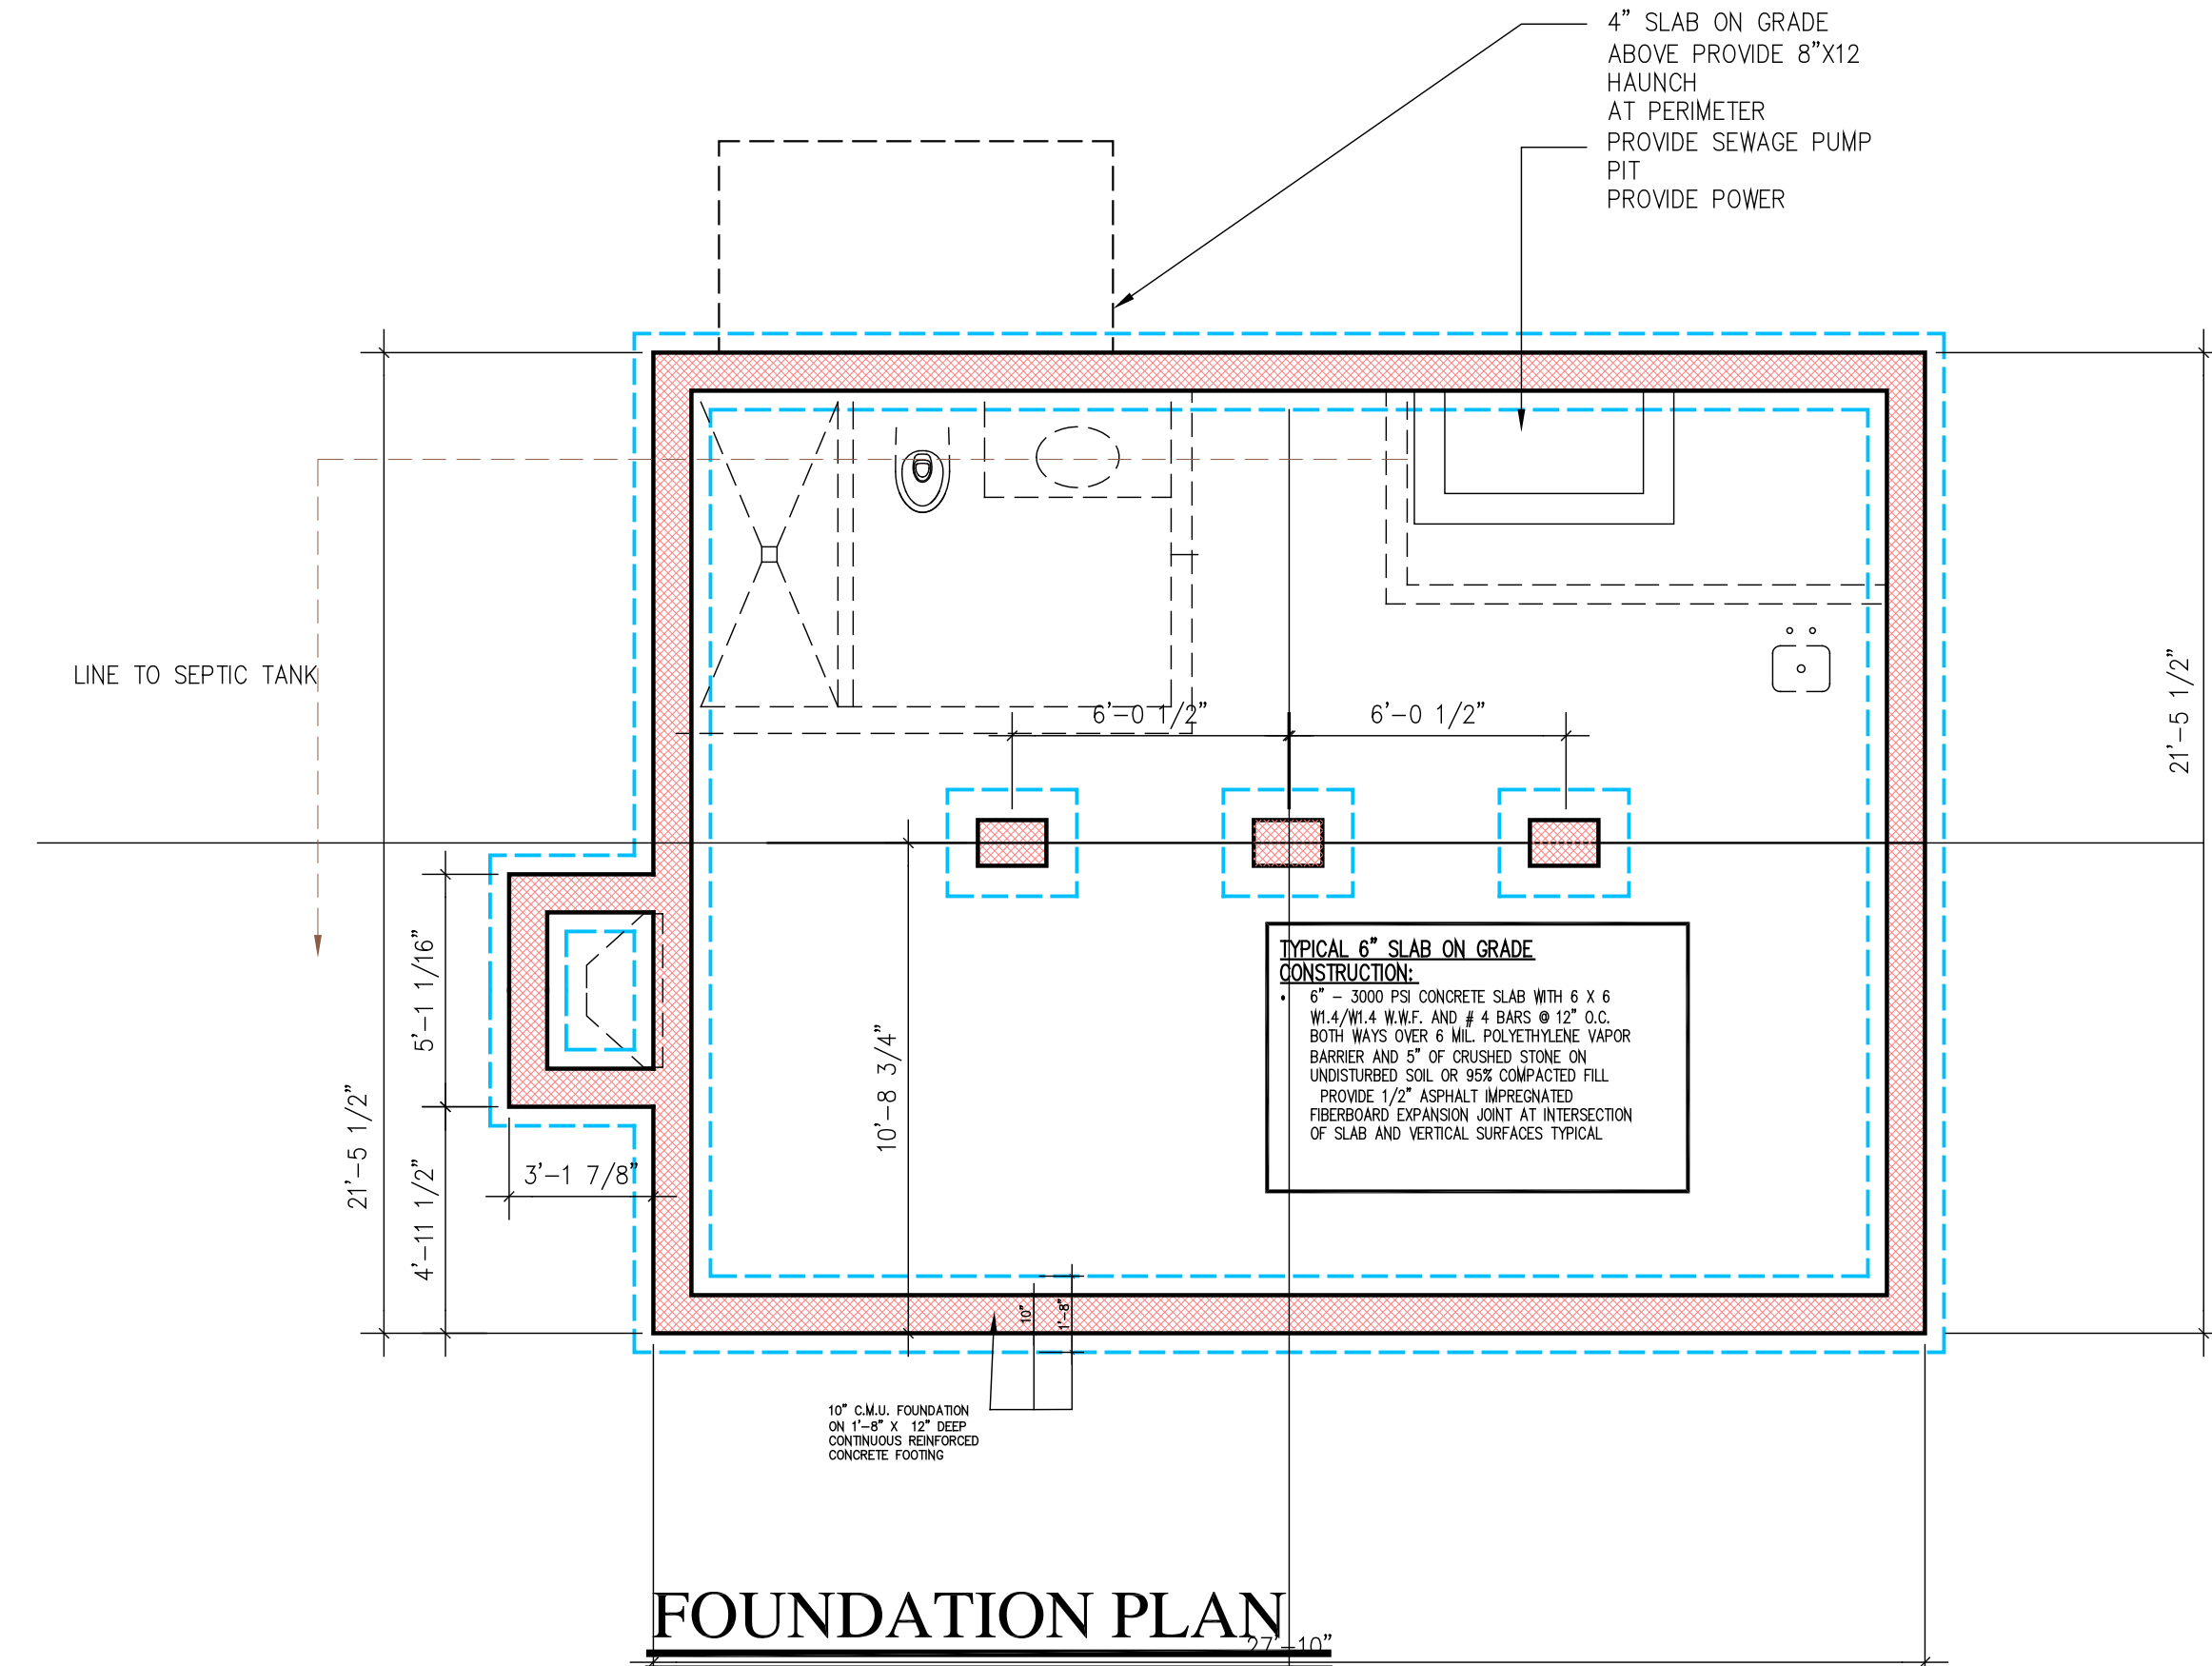 4" SLAB ON GRADE
ABOVE PROVIDE 8"X12
HAUNCH
AT PERIMETER
PROVIDE SEWAGE PUMP
PIT
PROVIDE POWER
LINE TO SEPTIC TANK
21'-5 1/2"
6'-0 1/2"
6'-0 1/2"
5'-1 1/16"
10'-8 3/4"
21'-5 1/2"
4'-11 1/2"
3'-1 7/8"
TYPICAL 6" SLAB ON GRADE
CONSTRUCTION:
• 6" - 3000 PSI CONCRETE SLAB WITH 6 X 6
W1.4/W1.4 W.W.F. AND # 4 BARS @ 12" O.C.
BOTH WAYS OVER 6 MIL. POLYETHYLENE VAPOR
BARRIER AND 5" OF CRUSHED STONE ON
UNDISTURBED SOIL OR 95% COMPACTED FILL
PROVIDE 1/2" ASPHALT IMPREGNATED
FIBERBOARD EXPANSION JOINT AT INTERSECTION
OF SLAB AND VERTICAL SURFACES TYPICAL
10"
1'-8"
10" C.M.U. FOUNDATION
ON 1'-8" X 12" DEEP
CONTINUOUS REINFORCED
CONCRETE FOOTING
FOUNDATION PLAN
27'-10"